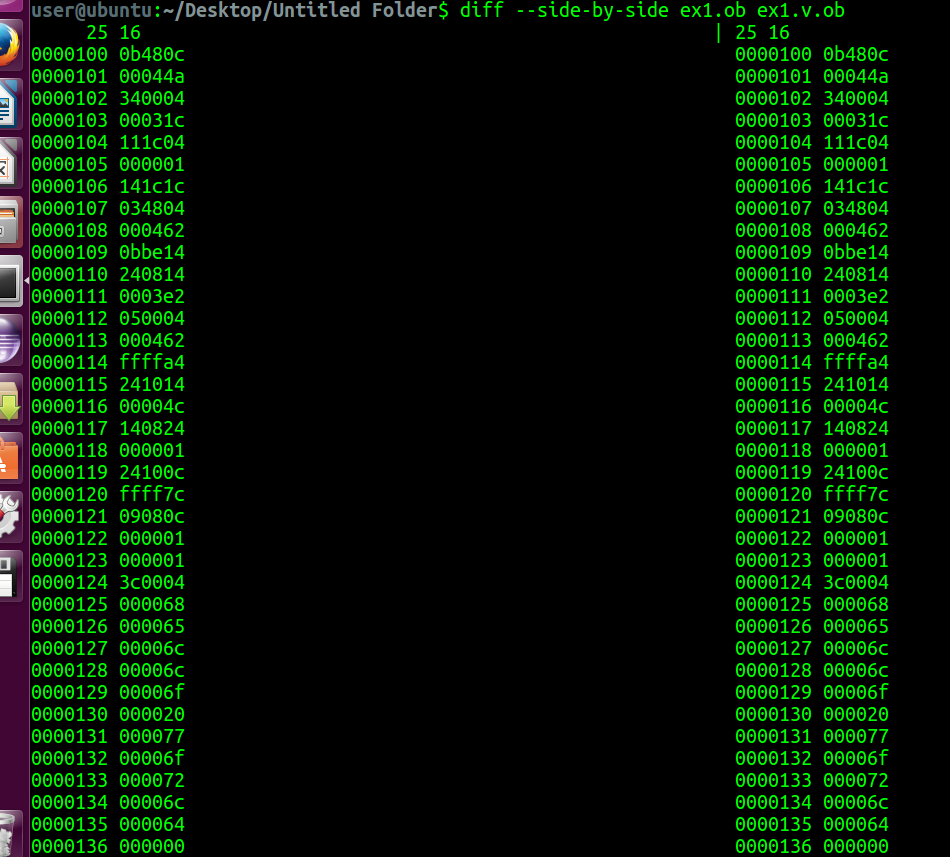 user@ubuntu:~/Desktop/Untitled Folder$ diff --side-by-side ex1.ob ex1.v.ob
     25 16                                                    | 25 16
0000100 0b480c                                                  0000100 0b480c
0000101 00044a                                                  0000101 00044a
0000102 340004                                                  0000102 340004
0000103 00031c                                                  0000103 00031c
0000104 111c04                                                  0000104 111c04
0000105 000001                                                  0000105 000001
0000106 141c1c                                                  0000106 141c1c
0000107 034804                                                  0000107 034804
0000108 000462                                                  0000108 000462
0000109 0bbe14                                                  0000109 0bbe14
0000110 240814                                                  0000110 240814
0000111 0003e2                                                  0000111 0003e2
0000112 050004                                                  0000112 050004
0000113 000462                                                  0000113 000462
0000114 ffffa4                                                  0000114 ffffa4
0000115 241014                                                  0000115 241014
0000116 00004c                                                  0000116 00004c
0000117 140824                                                  0000117 140824
0000118 000001                                                  0000118 000001
0000119 24100c                                                  0000119 24100c
0000120 ffff7c                                                  0000120 ffff7c
0000121 09080c                                                  0000121 09080c
0000122 000001                                                  0000122 000001
0000123 000001                                                  0000123 000001
0000124 3c0004                                                  0000124 3c0004
0000125 000068                                                  0000125 000068
0000126 000065                                                  0000126 000065
0000127 00006c                                                  0000127 00006c
0000128 00006c                                                  0000128 00006c
0000129 00006f                                                  0000129 00006f
0000130 000020                                                  0000130 000020
0000131 000077                                                  0000131 000077
0000132 00006f                                                  0000132 00006f
0000133 000072                                                  0000133 000072
0000134 00006c                                                  0000134 00006c
0000135 000064                                                  0000135 000064
0000136 000000                                                  0000136 000000